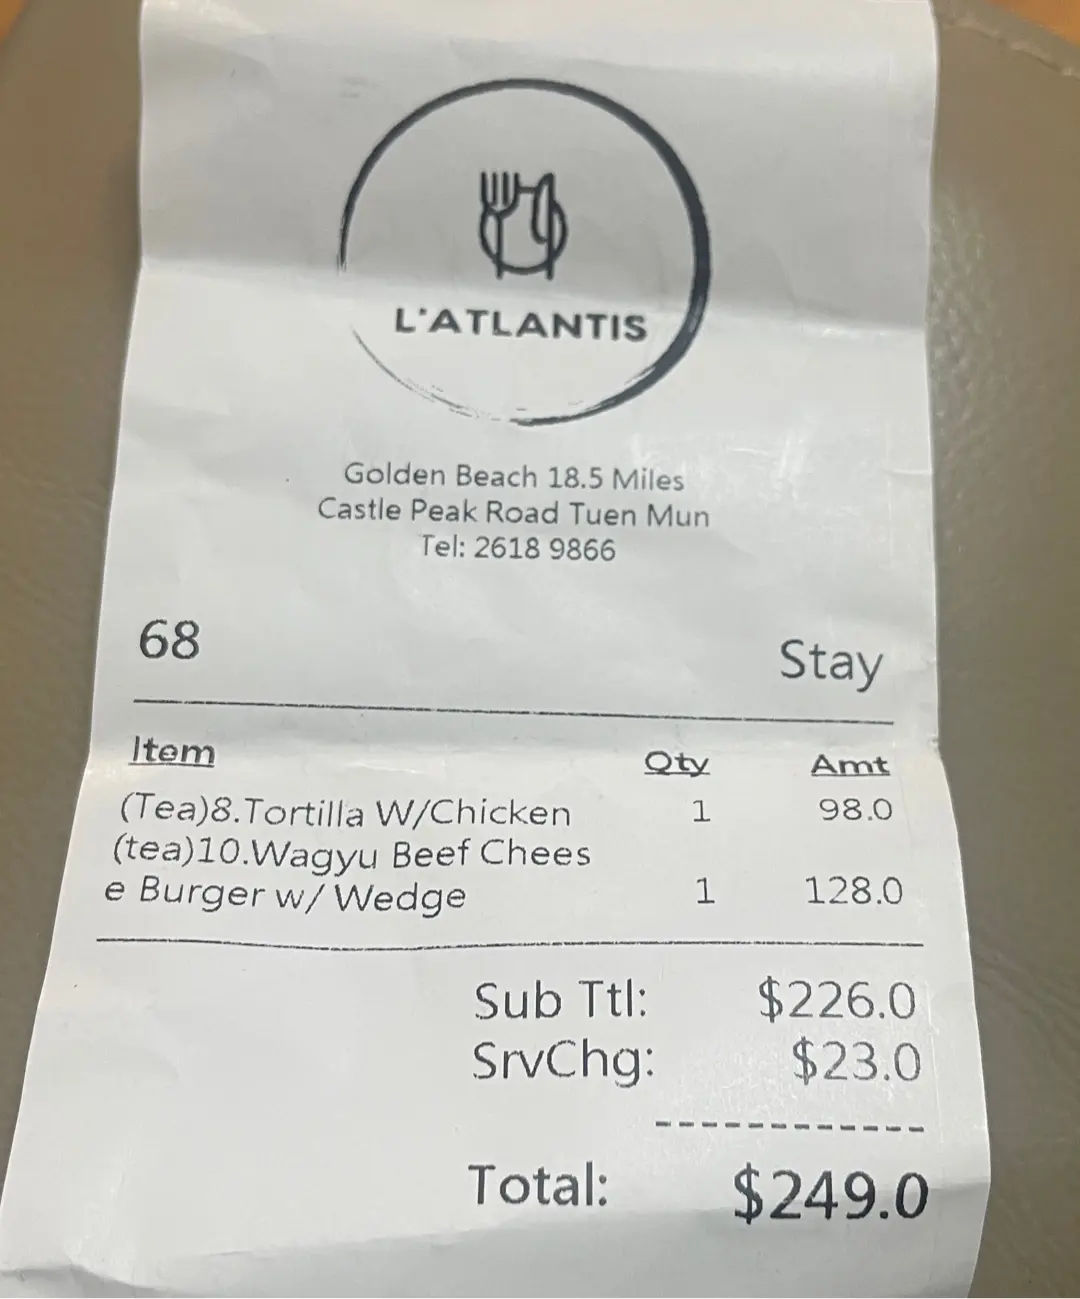 L'ATLANTIS
Golden Beach 18.5 Miles
Castle Peak Road Tuen Mun
Tel: 2618 9866
68 Stay
Item Qty Amt
(Tea)8.Tortilla W/Chicken 1 98.0
(tea)10.Wagyu Beef Chees
e Burger w/ Wedge 1 128.0
Sub Ttl: $226.0
SrvChg: $23.0
Total: $249.0